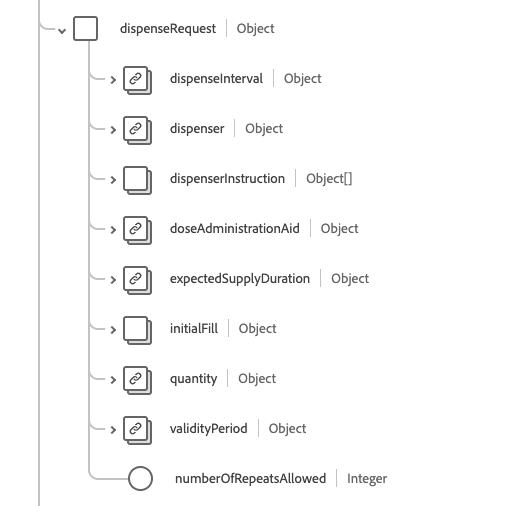 dispenseRequest Object
dispenseInterval Object
dispenser Object
dispenserInstruction Object[]
doseAdministrationAid Object
expectedSupplyDuration Object
initialFill Object
quantity Object
validityPeriod Object
numberOfRepeatsAllowed Integer